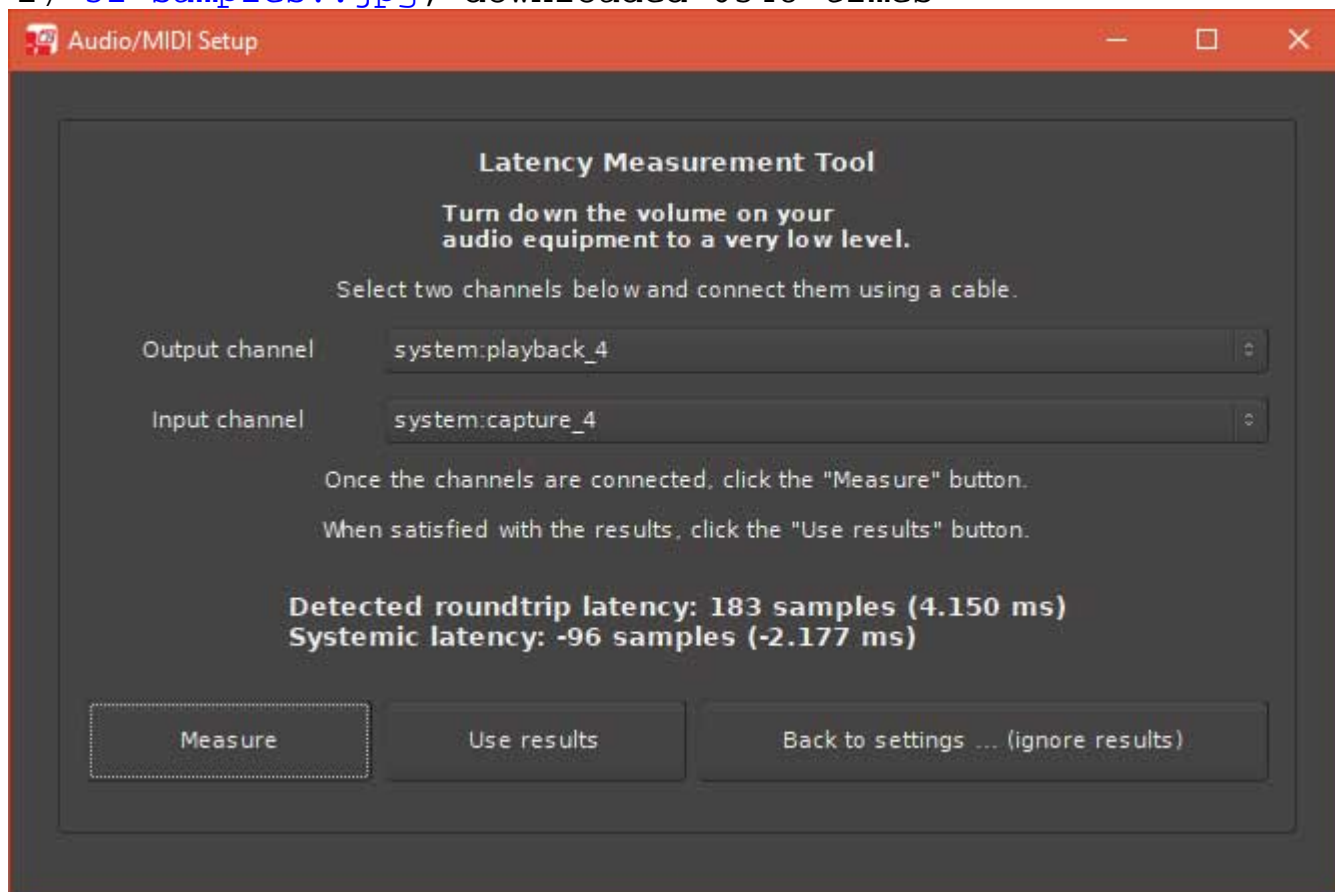 Audio/MIDI Setup
Latency Measurement Tool
Turn down the volume on your
audio equipment to a very low level.
Select two channels below and connect them using a cable.
Output channel system:playback_4
Input channel system:capture_4
Once the channels are connected, click the "Measure" button.
When satisfied with the results, click the "Use results" button.
Detected roundtrip latency: 183 samples (4.150 ms)
Systemic latency: -96 samples (-2.177 ms)
Measure Use results Back to settings ... (ignore results)